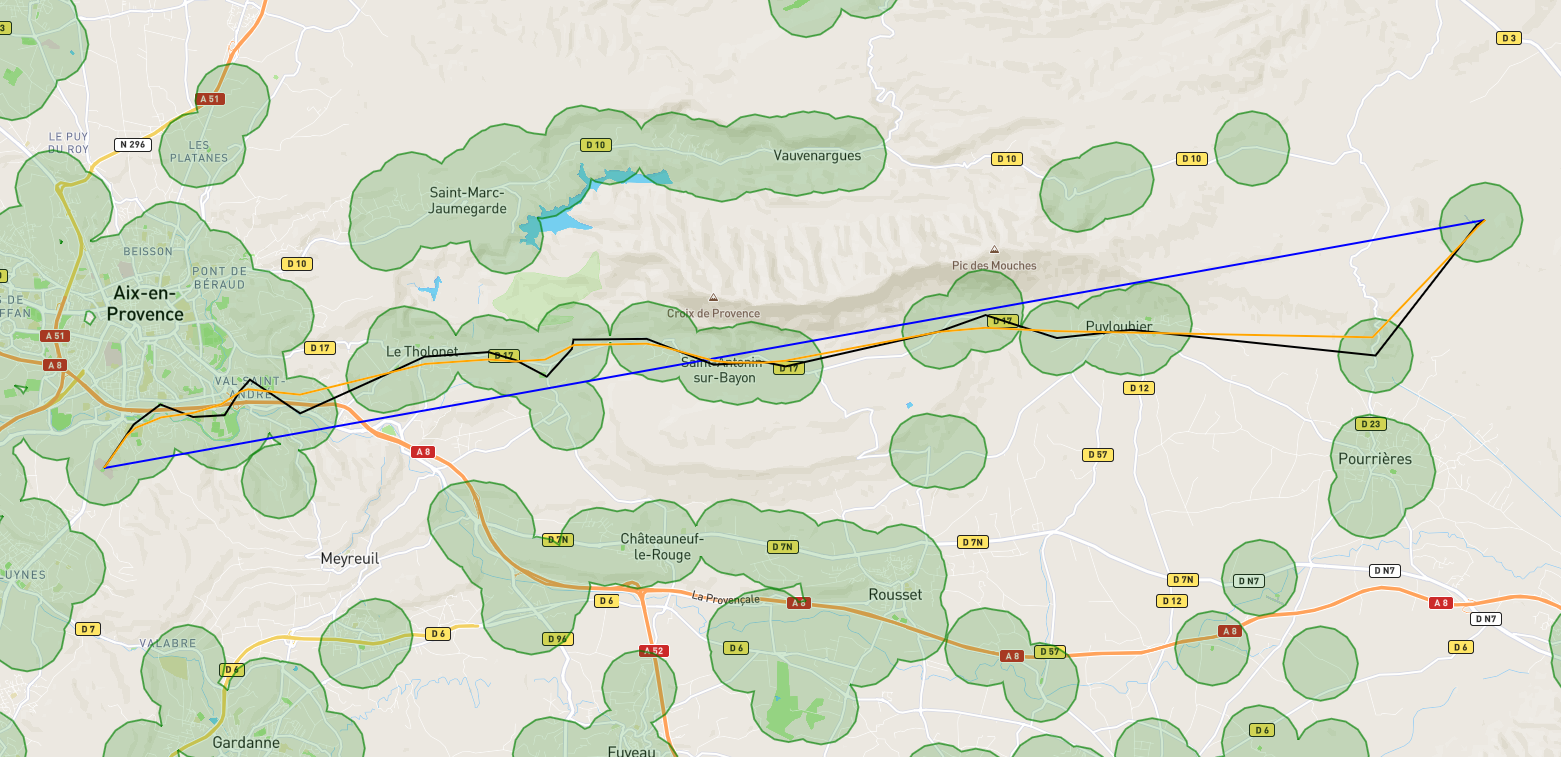 3
D 3
A 51
LE PUY
DU ROY
N 296
LES
PLATANES
D 10
Vauvenargues
D 10
D 10
Saint-Marc-
Jaumegarde
BEISSON
D 10
PONT DE
BÉRAUD
Pic des Mouches
S DE
FFAN
Aix-en-
Provence
Croix de Provence
D 17
Puyloubier
A 51
D 17
Le Tholonet
D 17
A 8
Saint-Antonin-
sur-Bayon
D 17
VAL SAINT-
ANDRÉ
D 12
D 23
A 8
D 57
Pourrières
D 7N
Châteauneuf-
le-Rouge
D 7N
D 7N
Meyreuil
LUYNES
D N7
D 7N
D N7
D 6
La Provençale
A 8
Rousset
D 12
A 8
D N7
D 7
D 6
D 96
A 8
VALABRE
A 52
D 6
A 8
D 57
D 6
D 6
D 6
Gardanne
Fuveau